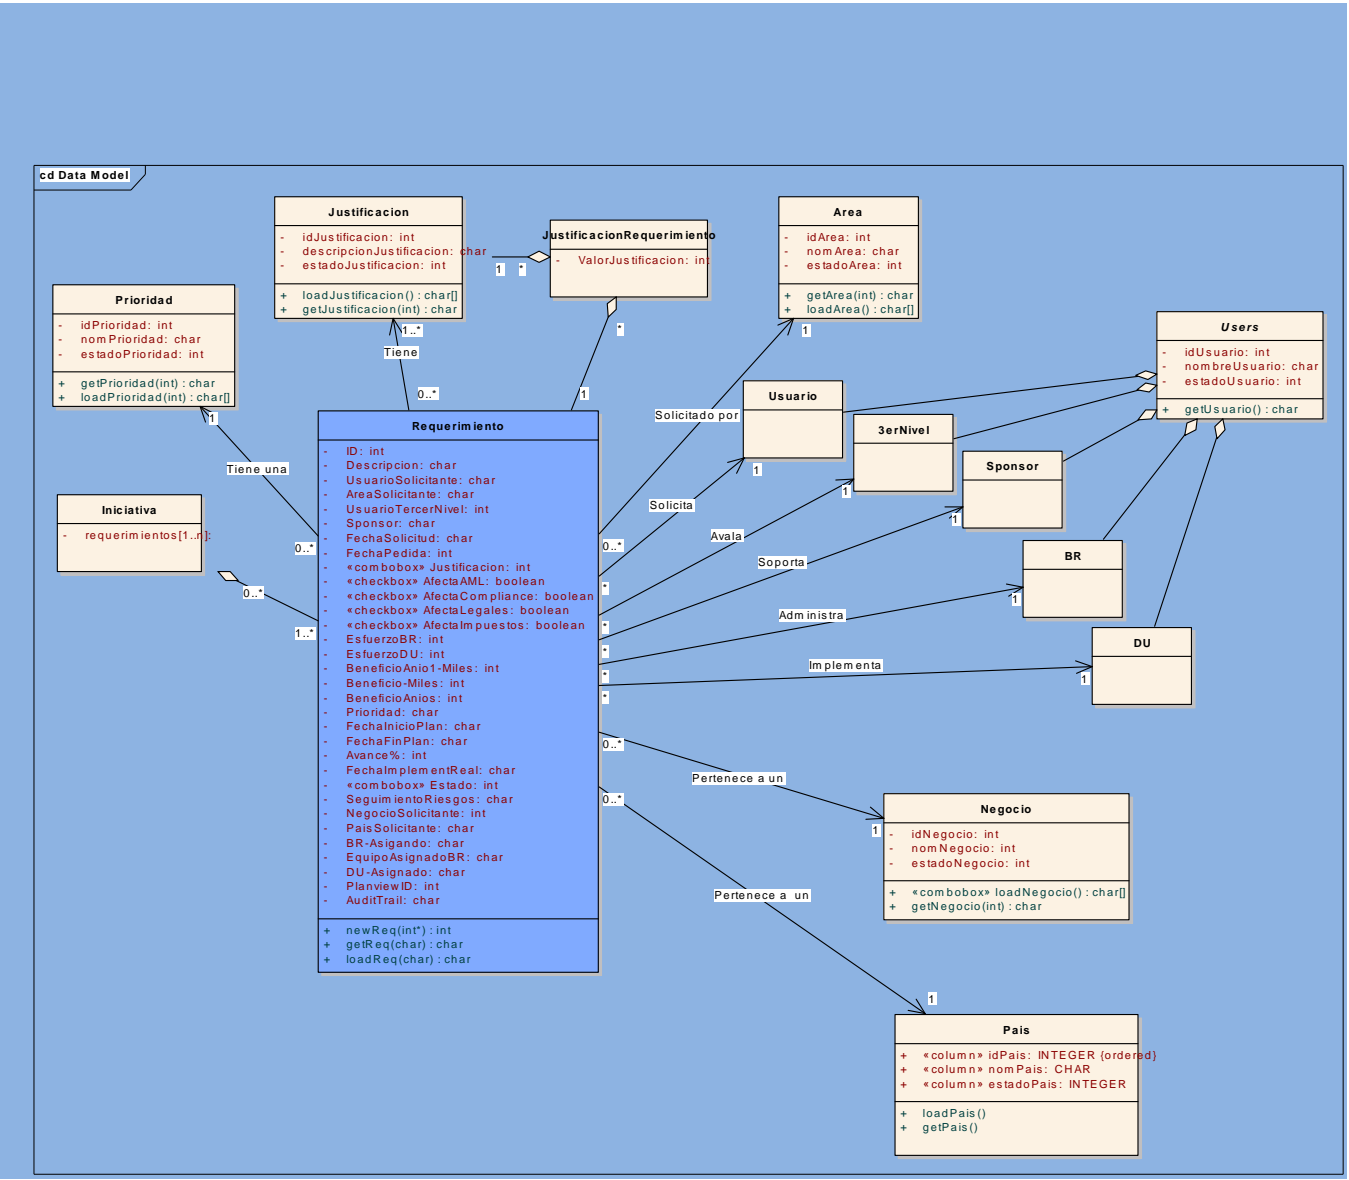 cd Data Model
Justificacion
- idJustificacion: int
- descripcionJustificacion: char
- estadoJustificacion: int
+ loadJustificacion() : char[]
+ getJustificacion(int) : char
JustificacionRequerimiento
- ValorJustificacion: int
1
*
*
1
Area
- idArea: int
- nomArea: char
- estadoArea: int
+ getArea(int) : char
+ loadArea() : char[]
1
Prioridad
- idPrioridad: int
- nomPrioridad: char
- estadoPrioridad: int
+ getPrioridad(int) : char
+ loadPrioridad(int) : char[]
1
Tiene una
0..*
1..*
Tiene
0..*
Users
- idUsuario: int
- nombreUsuario: char
- estadoUsuario: int
+ getUsuario() : char
Usuario
3erNivel
Sponsor
BR
DU
Iniciativa
- requerimientos[1..n]:
0..*
1..*
Requerimiento
- ID: int
- Descripcion: char
- UsuarioSolicitante: char
- AreaSolicitante: char
- UsuarioTercerNivel: int
- Sponsor: char
- FechaSolicitud: char
- FechaPedida: int
- «combobox» Justificacion: int
- «checkbox» AfectaAML: boolean
- «checkbox» AfectaCompliance: boolean
- «checkbox» AfectaLegales: boolean
- «checkbox» AfectaImpuestos: boolean
- EsfuerzoBR: int
- EsfuerzoDU: int
- BeneficioAnio1-Miles: int
- Beneficio-Miles: int
- BeneficioAnios: int
- Prioridad: char
- FechaInicioPlan: char
- FechaFinPlan: char
- Avance%: int
- FechaImplementReal: char
- «combobox» Estado: int
- SeguimientoRiesgos: char
- NegocioSolicitante: int
- PaisSolicitante: char
- BR-Asigando: char
- EquipoAsignadoBR: char
- DU-Asignado: char
- PlanviewID: int
- AuditTrail: char
+ newReq(int*) : int
+ getReq(char) : char
+ loadReq(char) : char
Solicitado por
0..*
Solicita
1
*
Avala
1
*
Soporta
1
*
Administra
1
*
Implementa
1
0..*
Pertenece a un
1
0..*
Pertenece a un
1
Negocio
- idNegocio: int
- nomNegocio: int
- estadoNegocio: int
+ «combobox» loadNegocio() : char[]
+ getNegocio(int) : char
Pais
+ «column» idPais: INTEGER {ordered}
+ «column» nomPais: CHAR
+ «column» estadoPais: INTEGER
+ loadPais()
+ getPais()